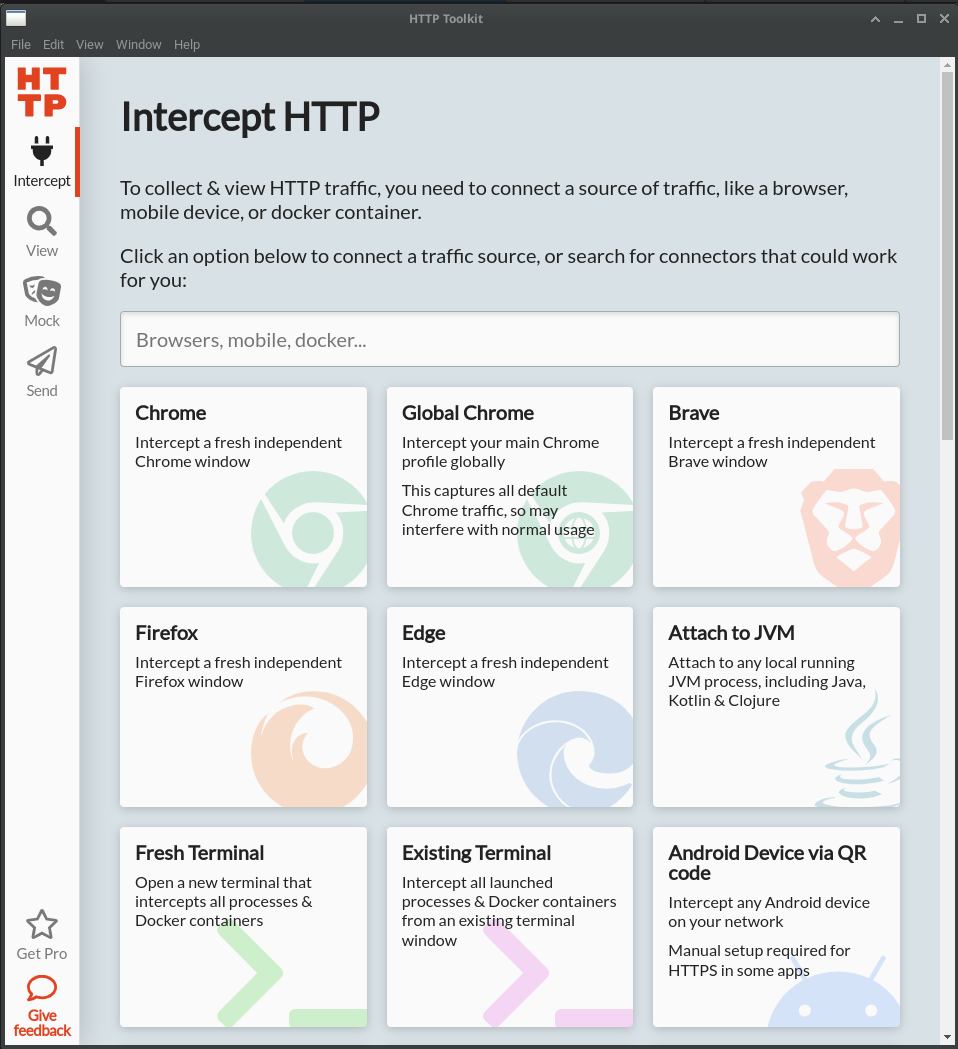 HTTP Toolkit
File Edit View Window Help
HT
TP
Intercept
View
Mock
Send
Get Pro
Give
feedback
Intercept HTTP
To collect & view HTTP traffic, you need to connect a source of traffic, like a browser,
mobile device, or docker container.
Click an option below to connect a traffic source, or search for connectors that could work
for you:
Browsers, mobile, docker...
Chrome
Intercept a fresh independent
Chrome window
Global Chrome
Intercept your main Chrome
profile globally
This captures all default
Chrome traffic, so may
interfere with normal usage
Brave
Intercept a fresh independent
Brave window
Firefox
Intercept a fresh independent
Firefox window
Edge
Intercept a fresh independent
Edge window
Attach to JVM
Attach to any local running
JVM process, including Java,
Kotlin & Clojure
Fresh Terminal
Open a new terminal that
intercepts all processes &
Docker containers
Existing Terminal
Intercept all launched
processes & Docker containers
from an existing terminal
window
Android Device via QR
code
Intercept any Android device
on your network
Manual setup required for
HTTPS in some apps